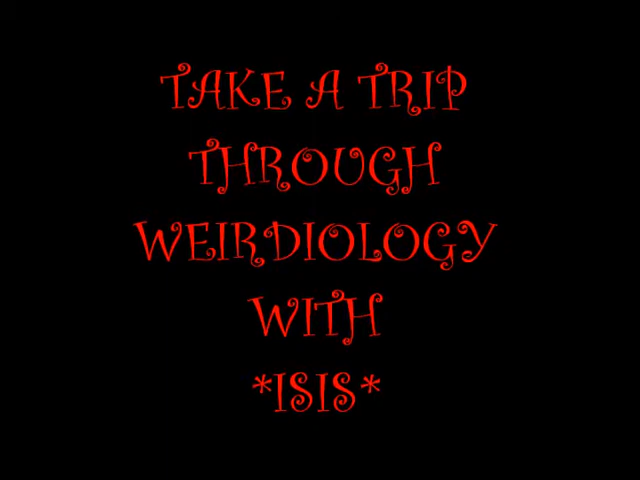 TAKE A TRIP
THROUGH
WEIRDIOLOGY
WITH
*ISIS*